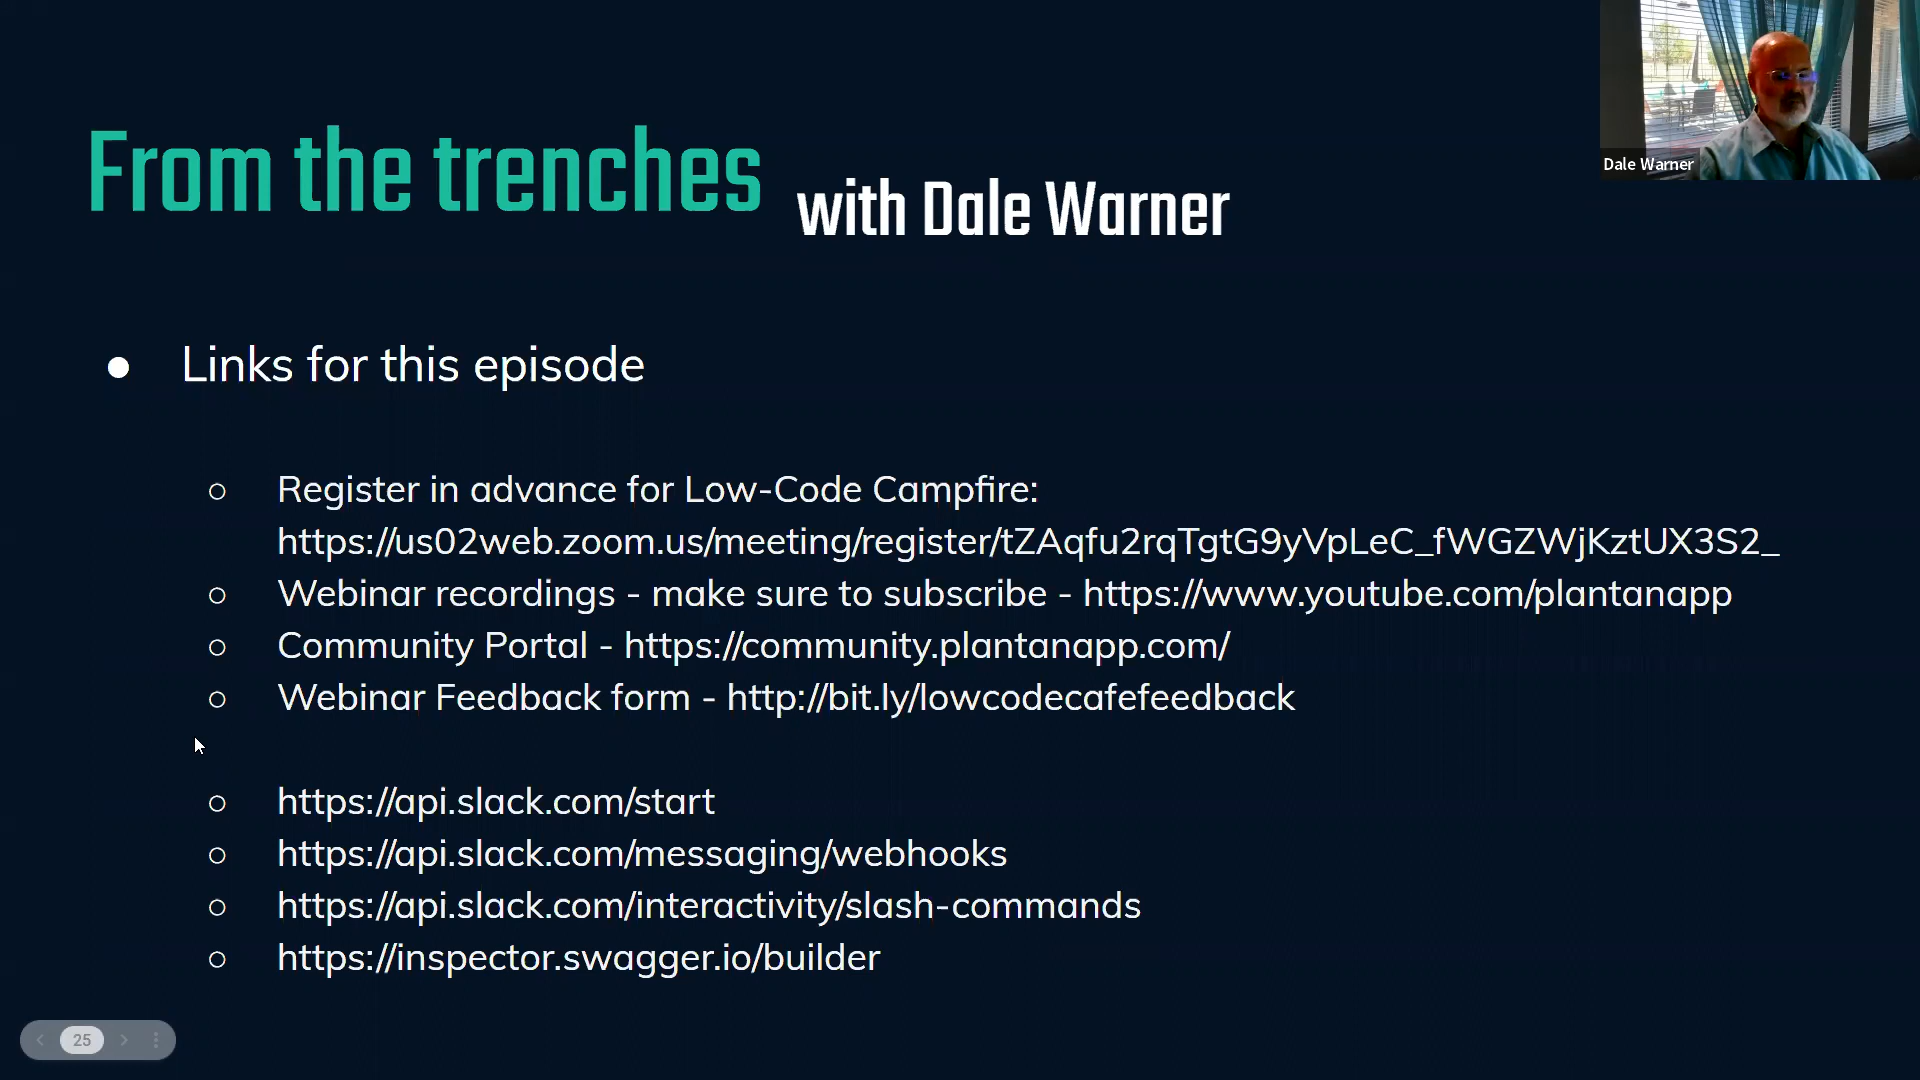 From the trenches with Dale Warner
Dale Warner
● Links for this episode
○ Register in advance for Low-Code Campfire:
https://us02web.zoom.us/meeting/register/tZAqfu2rqTgtG9yVpLeC_fWGZWjKztUX3S2_
○ Webinar recordings - make sure to subscribe - https://www.youtube.com/plantanapp
○ Community Portal - https://community.plantanapp.com/
○ Webinar Feedback form - http://bit.ly/lowcodecafefeedback
○ https://api.slack.com/start
○ https://api.slack.com/messaging/webhooks
○ https://api.slack.com/interactivity/slash-commands
○ https://inspector.swagger.io/builder
25